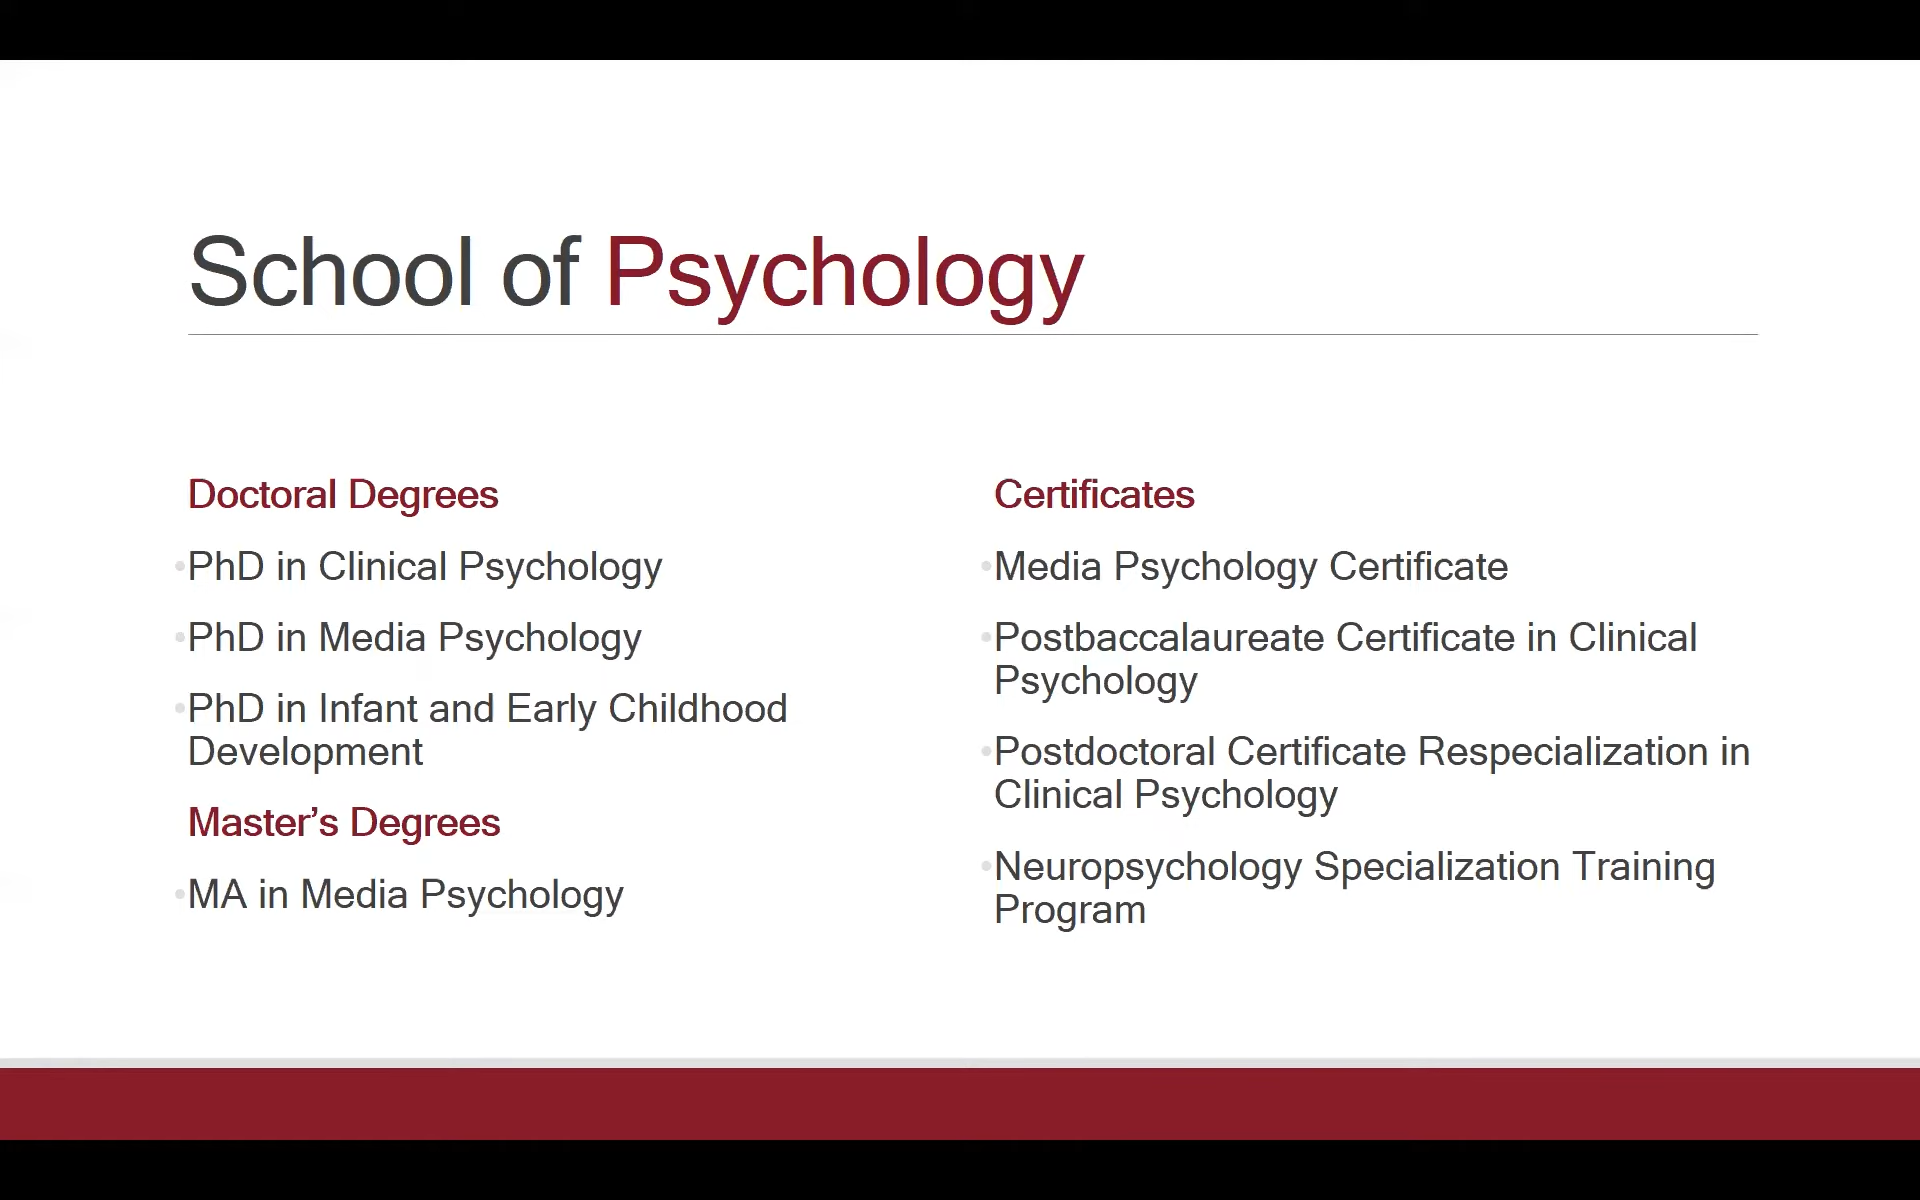 School of Psychology
Doctoral Degrees
•PhD in Clinical Psychology
•PhD in Media Psychology
•PhD in Infant and Early Childhood
Development
Master’s Degrees
•MA in Media Psychology
Certificates
•Media Psychology Certificate
•Postbaccalaureate Certificate in Clinical
Psychology
•Postdoctoral Certificate Respecialization in
Clinical Psychology
•Neuropsychology Specialization Training
Program